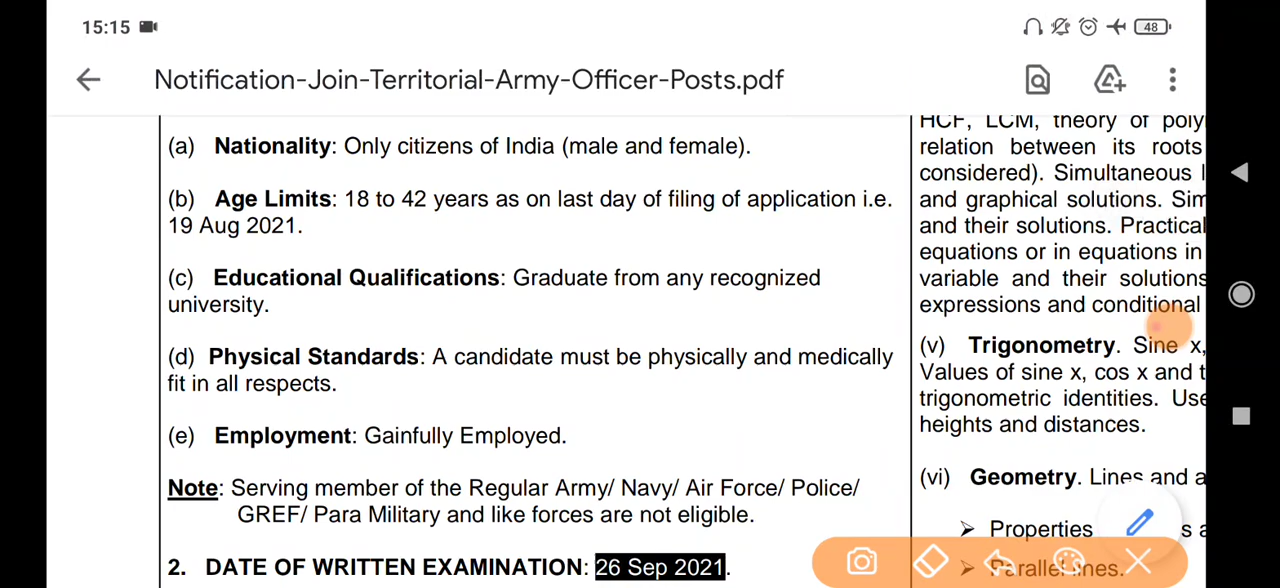 15:15
48
Notification-Join-Territorial-Army-Officer-Posts.pdf
(a) Nationality: Only citizens of India (male and female).
(b) Age Limits: 18 to 42 years as on last day of filing of application i.e.
19 Aug 2021.
(c) Educational Qualifications: Graduate from any recognized
university.
(d) Physical Standards: A candidate must be physically and medically
fit in all respects.
(e) Employment: Gainfully Employed.
Note: Serving member of the Regular Army/ Navy/ Air Force/ Police/
GREF/ Para Military and like forces are not eligible.
2. DATE OF WRITTEN EXAMINATION: 26 Sep 2021.
HCF, LCM, theory of poly
relation between its roots
considered). Simultaneous l
and graphical solutions. Sim
and their solutions. Practical
equations or in equations in
variable and their solutions
expressions and conditional
(v) Trigonometry. Sine x,
Values of sine x, cos x and t
trigonometric identities. Use
heights and distances.
(vi) Geometry. Lines and a
➢ Properties s a
➢ Parallel lines.